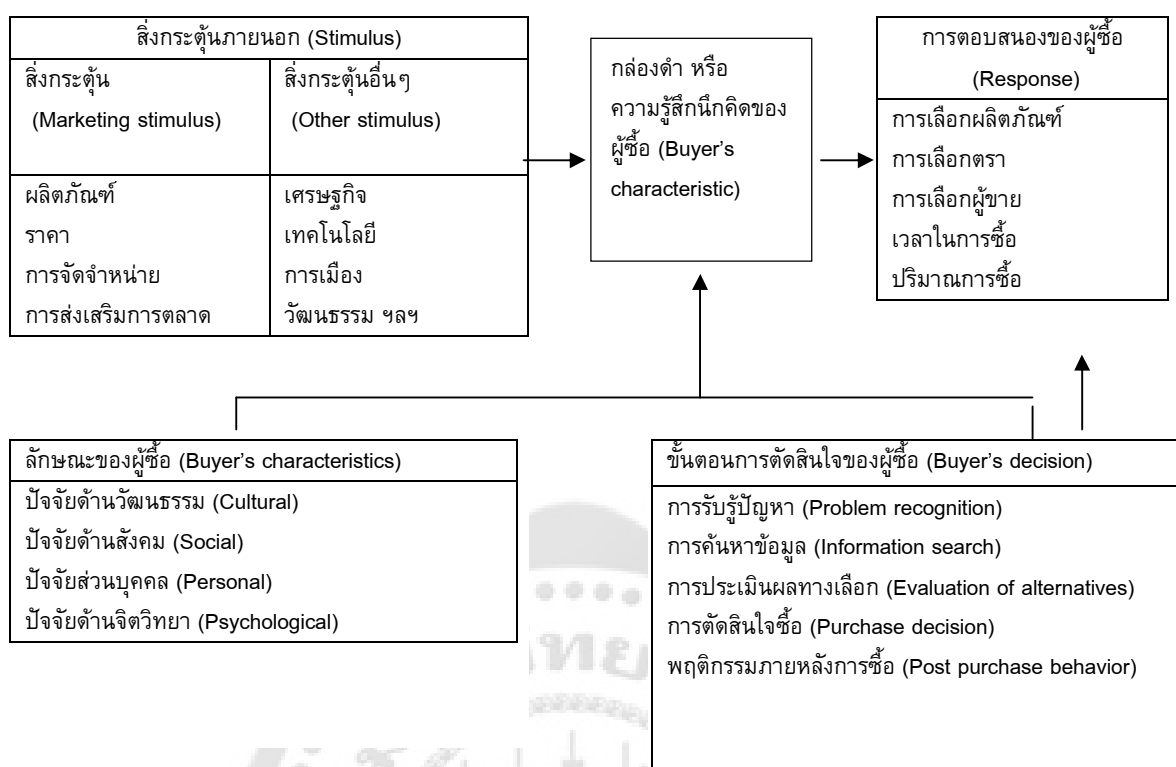 สิ่งกระตุ้นภายนอก (Stimulus)
สิ่งกระตุ้น
(Marketing stimulus)
สิ่งกระตุ้นอื่นๆ
(Other stimulus)
ผลิตภัณฑ์
ราคา
การจัดจำหน่าย
การส่งเสริมการตลาด
เศรษฐกิจ
เทคโนโลยี
การเมือง
วัฒนธรรม ฯลฯ
กล่องดำ หรือ
ความรู้สึกนึกคิดของ
ผู้ซื้อ (Buyer's
characteristic)
การตอบสนองของผู้ซื้อ
(Response)
การเลือกผลิตภัณฑ์
การเลือกตรา
การเลือกผู้ขาย
เวลาในการซื้อ
ปริมาณการซื้อ
ลักษณะของผู้ซื้อ (Buyer's characteristics)
ปัจจัยด้านวัฒนธรรม (Cultural)
ปัจจัยด้านสังคม (Social)
ปัจจัยส่วนบุคคล (Personal)
ปัจจัยด้านจิตวิทยา (Psychological)
ขั้นตอนการตัดสินใจของผู้ซื้อ (Buyer's decision)
การรับรู้ปัญหา (Problem recognition)
การค้นหาข้อมูล (Information search)
การประเมินผลทางเลือก (Evaluation of alternatives)
การตัดสินใจซื้อ (Purchase decision)
พฤติกรรมภายหลังการซื้อ (Post purchase behavior)